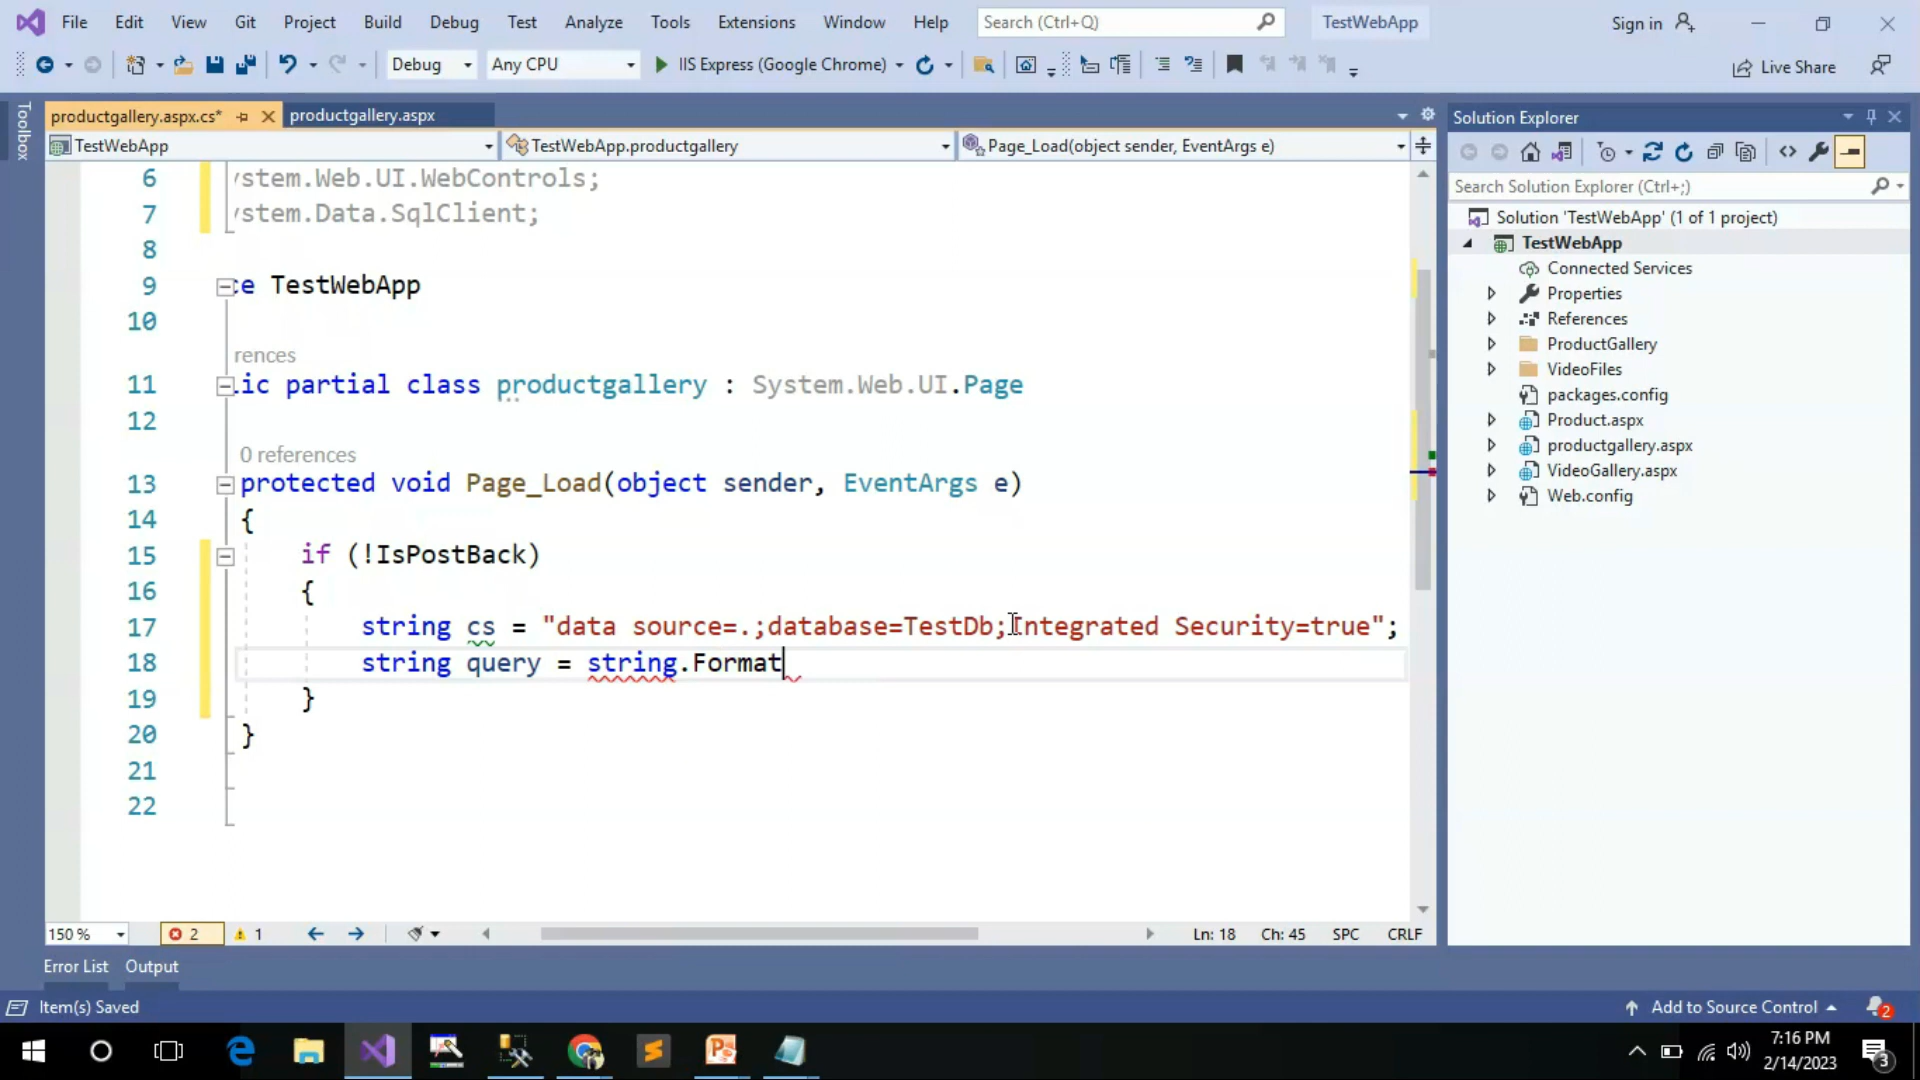 File Edit View Git Project Build Debug Test Analyze Tools Extensions Window Help Search (Ctrl+Q) TestWebApp Sign in
Debug Any CPU IIS Express (Google Chrome) Live Share
Toolbox
productgallery.aspx.cs* productgallery.aspx
TestWebApp TestWebApp.productgallery Page_Load(object sender, EventArgs e)
6 ystem.Web.UI.WebControls;
7 ystem.Data.SqlClient;
8
9 ce TestWebApp
10
rences
11 lic partial class productgallery : System.Web.UI.Page
12
0 references
13 protected void Page_Load(object sender, EventArgs e)
14 {
15 if (!IsPostBack)
16 {
17 string cs = "data source=.;database=TestDb;Integrated Security=true";
18 string query = string.Format
19 }
20 }
21
22
150 % 2 1 Ln: 18 Ch: 45 SPC CRLF
Error List Output
Item(s) Saved Add to Source Control 2
Solution Explorer
Search Solution Explorer (Ctrl+;)
Solution 'TestWebApp' (1 of 1 project)
TestWebApp
Connected Services
Properties
References
ProductGallery
VideoFiles
packages.config
Product.aspx
productgallery.aspx
VideoGallery.aspx
Web.config
7:16 PM
2/14/2023
3